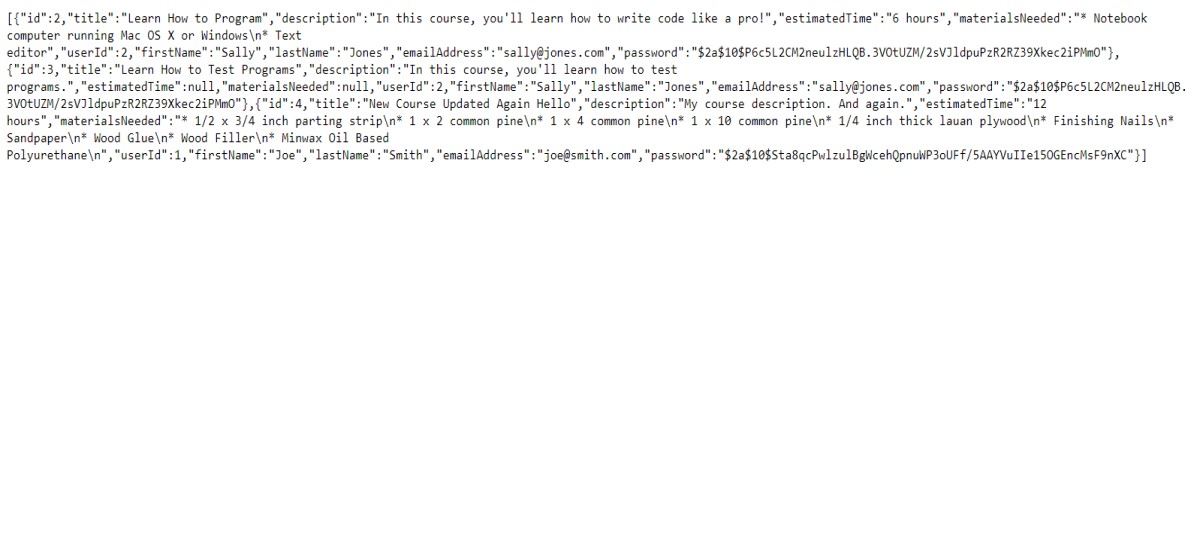 [{"id":2,"title":"Learn How to Program","description":"In this course, you'll learn how to write code like a pro!","estimatedTime":"6 hours","materialsNeeded":"* Notebook
computer running Mac OS X or Windows\n* Text
editor","userId":2,"firstName":"Sally","lastName":"Jones","emailAddress":"sally@jones.com","password":"$2a$10$P6c5L2CM2neulzHLQB.3VOtUZM/2sVJldpuPzR2RZ39Xkec2iPMmO"},
{"id":3,"title":"Learn How to Test Programs","description":"In this course, you'll learn how to test
programs.","estimatedTime":null,"materialsNeeded":null,"userId":2,"firstName":"Sally","lastName":"Jones","emailAddress":"sally@jones.com","password":"$2a$10$P6c5L2CM2neulzHLQB.
3VOtUZM/2sVJldpuPzR2RZ39Xkec2iPMmO"},{"id":4,"title":"New Course Updated Again Hello","description":"My course description. And again.","estimatedTime":"12
hours","materialsNeeded":"* 1/2 x 3/4 inch parting strip\n* 1 x 2 common pine\n* 1 x 4 common pine\n* 1 x 10 common pine\n* 1/4 inch thick lauan plywood\n* Finishing Nails\n*
Sandpaper\n* Wood Glue\n* Wood Filler\n* Minwax Oil Based
Polyurethane\n","userId":1,"firstName":"Joe","lastName":"Smith","emailAddress":"joe@smith.com","password":"$2a$10$Sta8qcPwlzulBgWcehQpnuWP3oUFf/5AAYVuIIe15OGEncMsF9nXC"}]